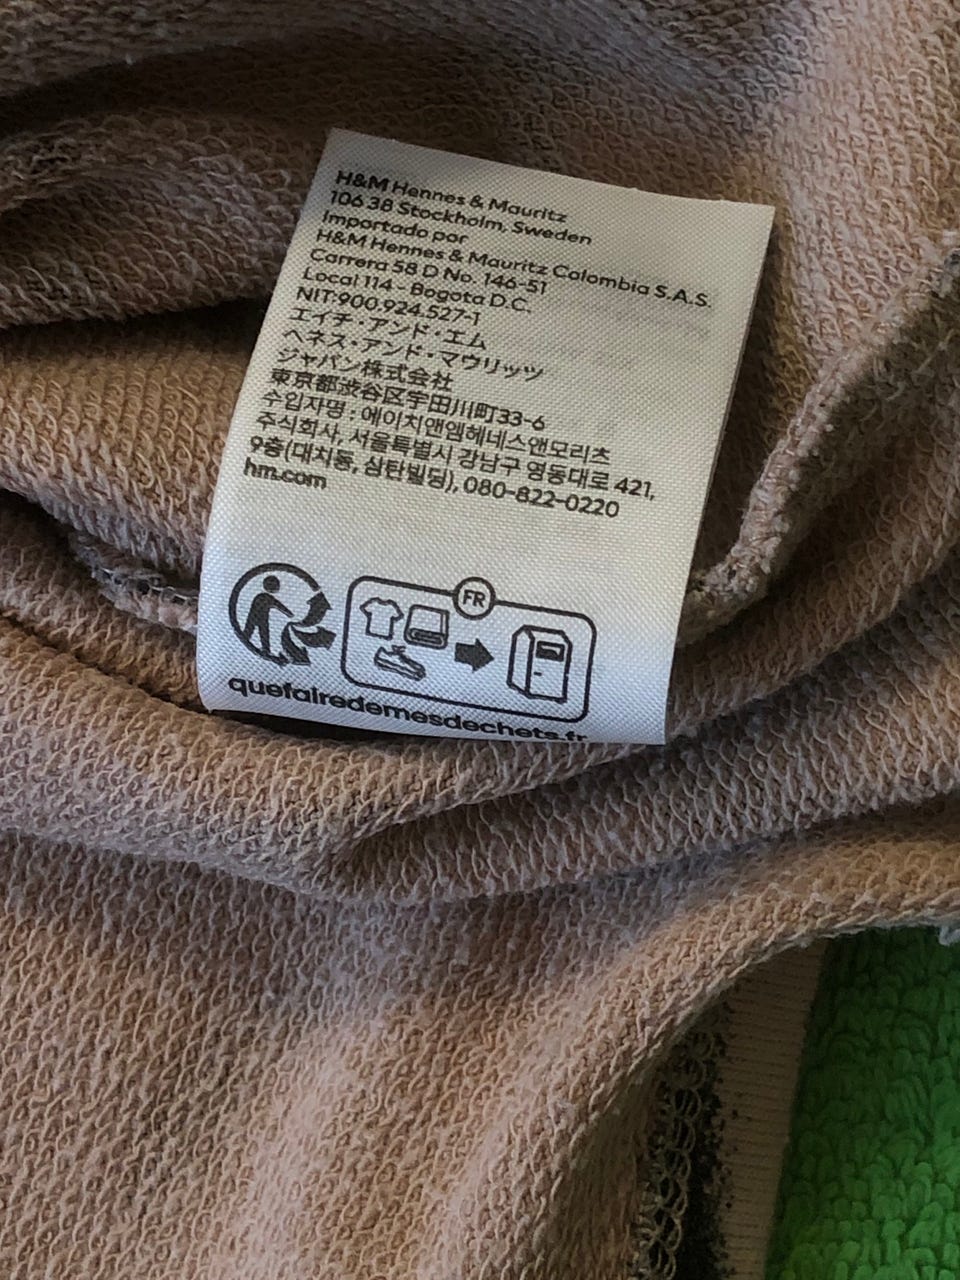 H&M Hennes & Mauritz
106 38 Stockholm, Sweden
Importado por
H&M Hennes & Mauritz Colombia S.A.S.
Carrera 58 D No. 146-51
Local 114 - Bogota D.C.
NIT:900.924.527-1
エイチ・アンド・エム
ヘネス・アンド・マウリッツ
ジャパン株式会社
東京都渋谷区宇田川町33-6
수입자명 : 에이치앤엠헤네스앤모리츠
주식회사, 서울특별시 강남구 영동대로 421,
9층(대치동, 삼탄빌딩), 080-822-0220
hm.com
FR
quefairedemesdechets.fr